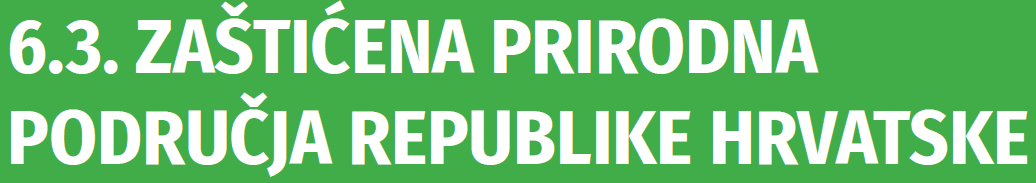 6.3. ZAŠTIĆENA PRIRODNA
PODRUČJA REPUBLIKE HRVATSKE